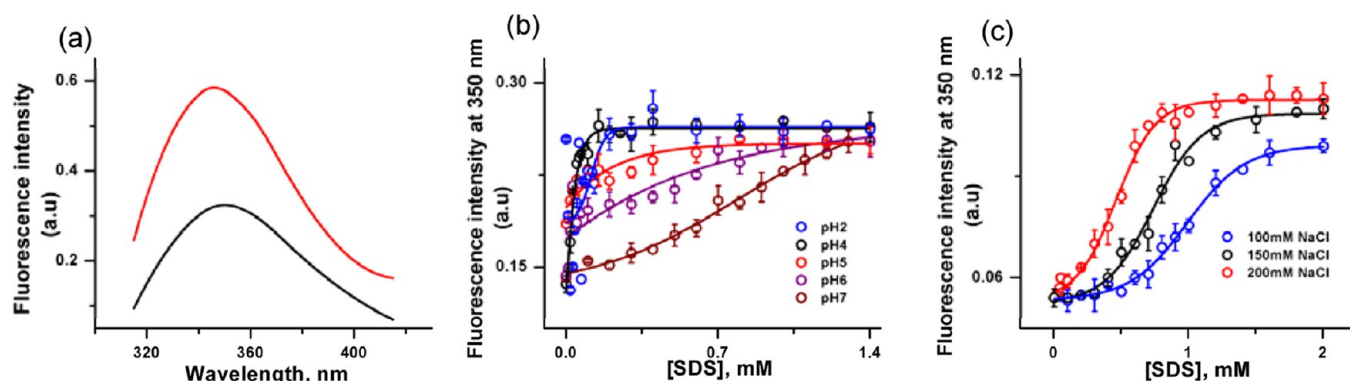 (a)
Fluorescence intensity
(a.u)
0.6
0.4
0.2
320
360
400
Wavelength, nm
(b)
Fluorescence intensity at 350 nm
(a.u)
0.30
0.15
pH2
pH4
pH5
pH6
pH7
0.0
0.7
1.4
[SDS], mM
(c)
Fluorescence intensity at 350 nm
(a.u)
0.12
0.06
100mM NaCl
150mM NaCl
200mM NaCl
0
1
2
[SDS], mM